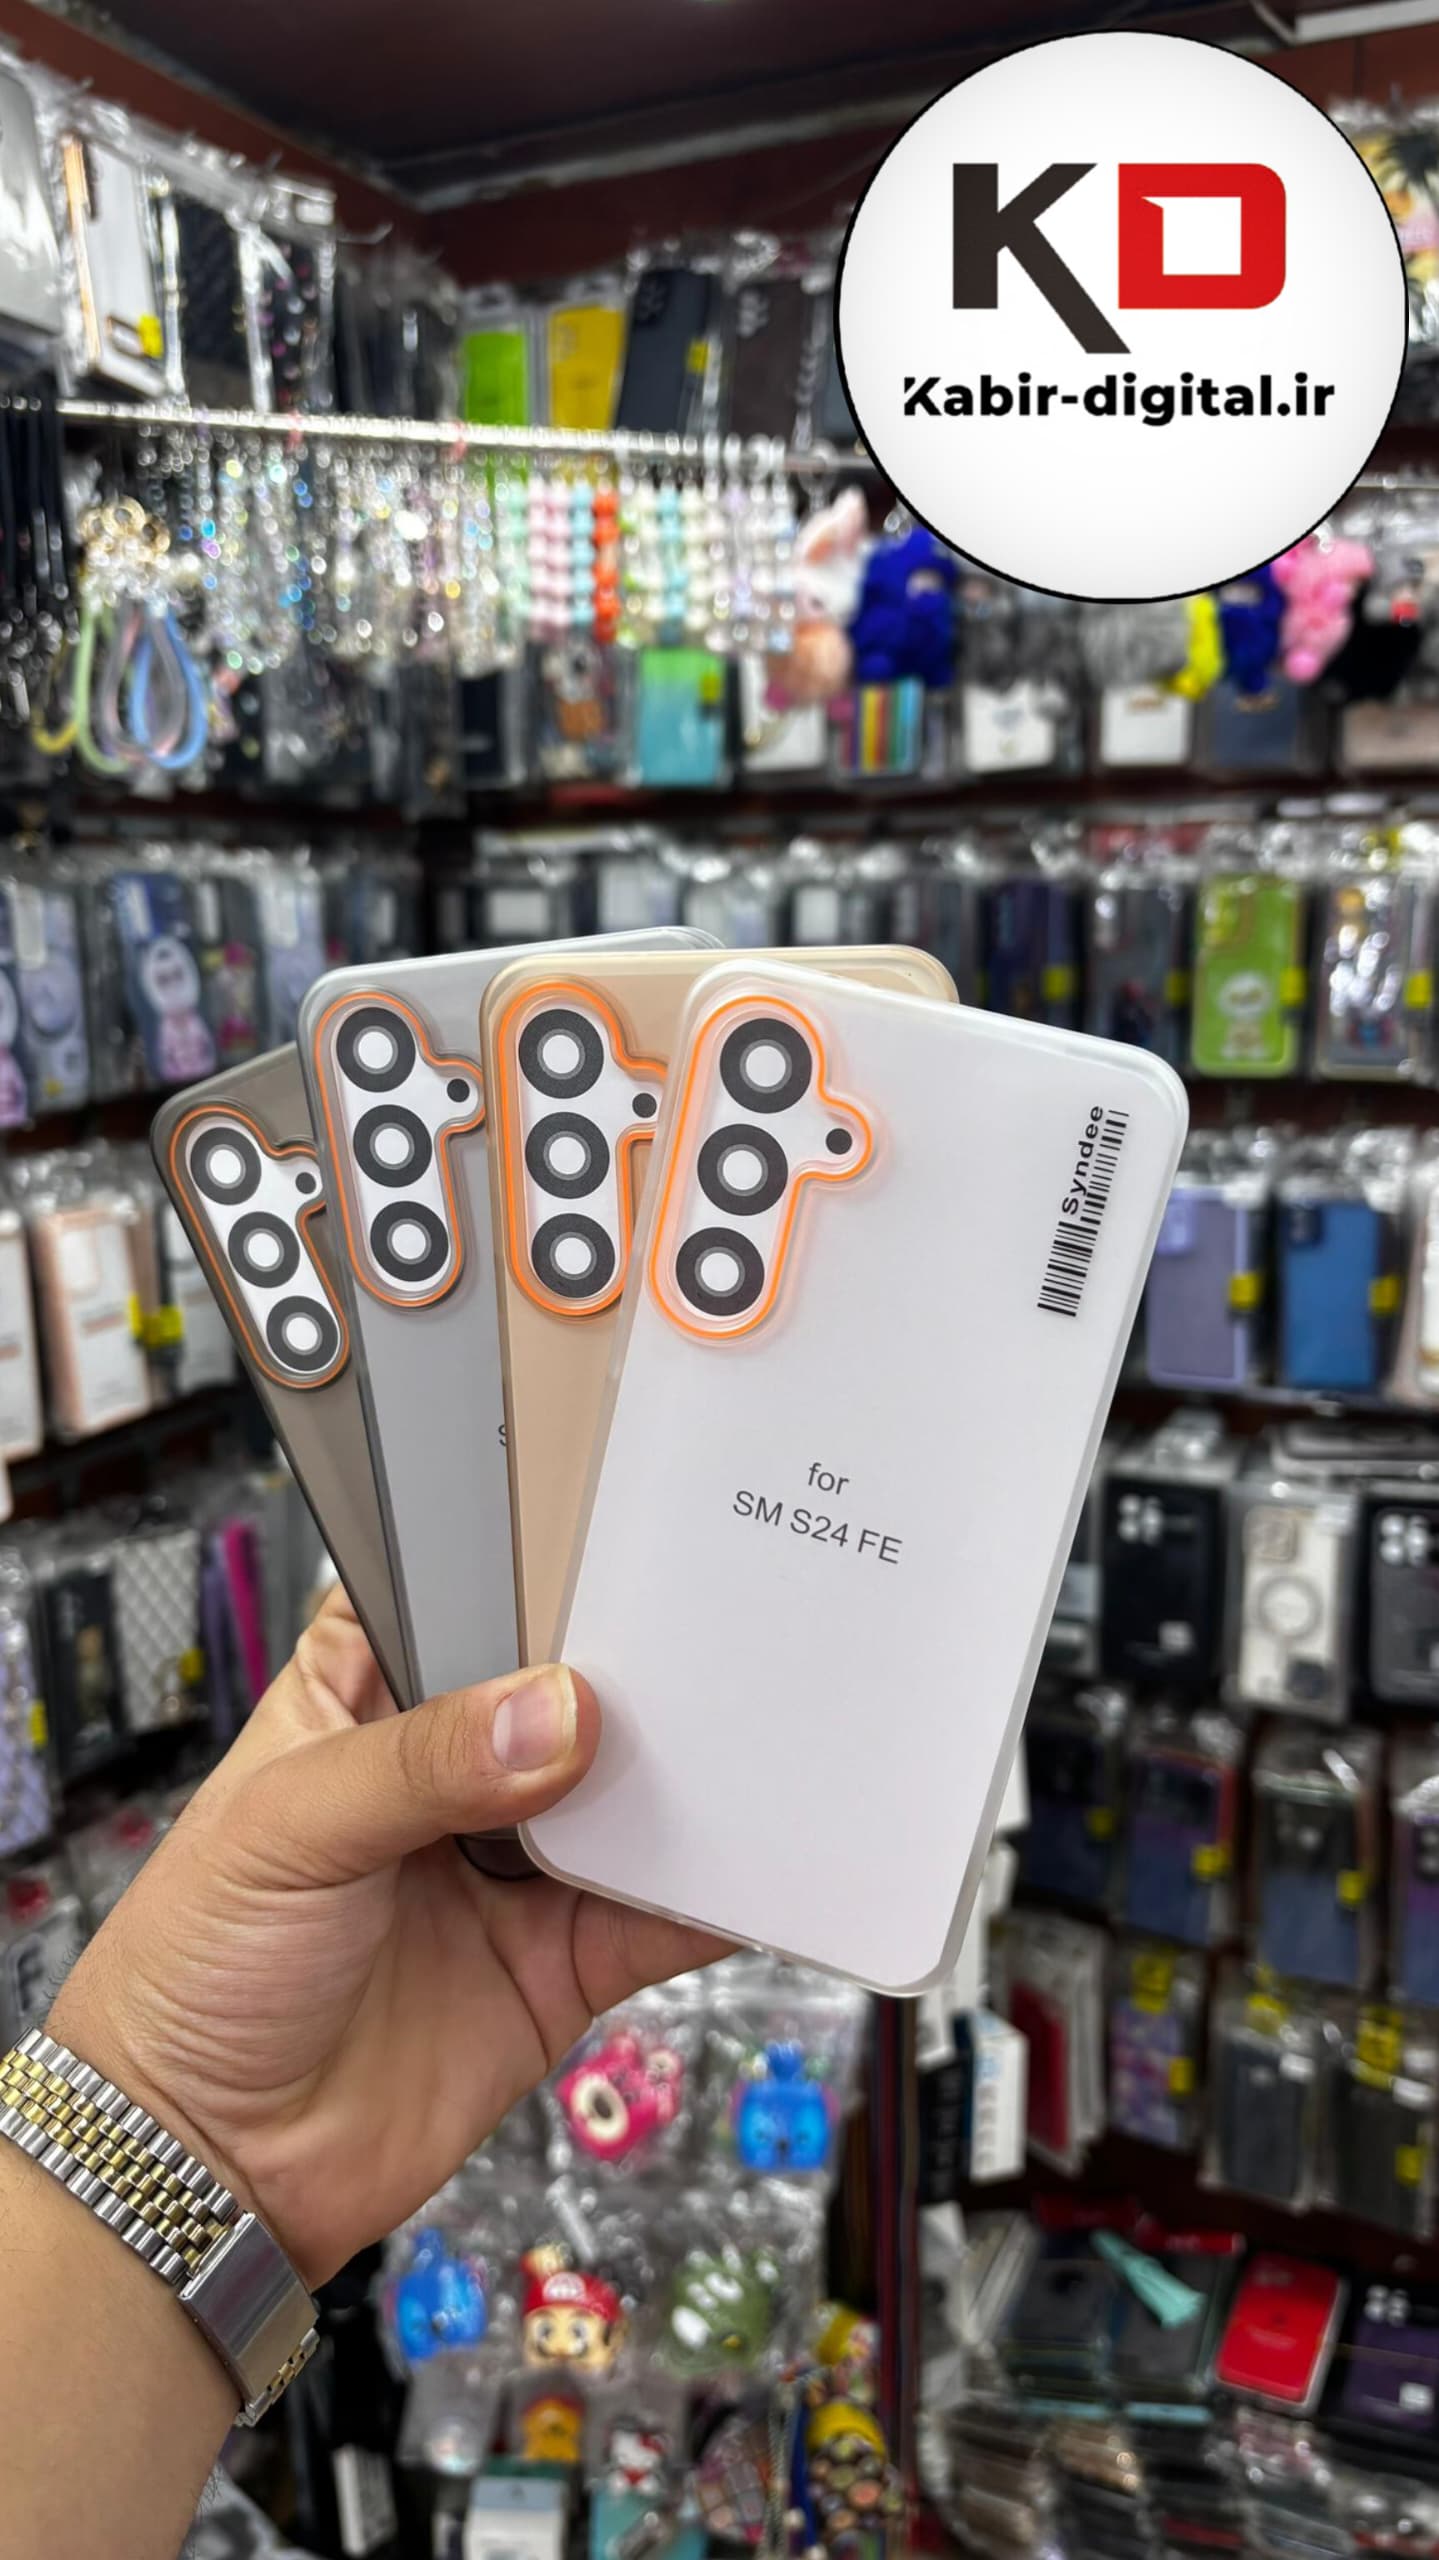 KD
Kabir-digital.ir
Syndee
for
SM S24 FE